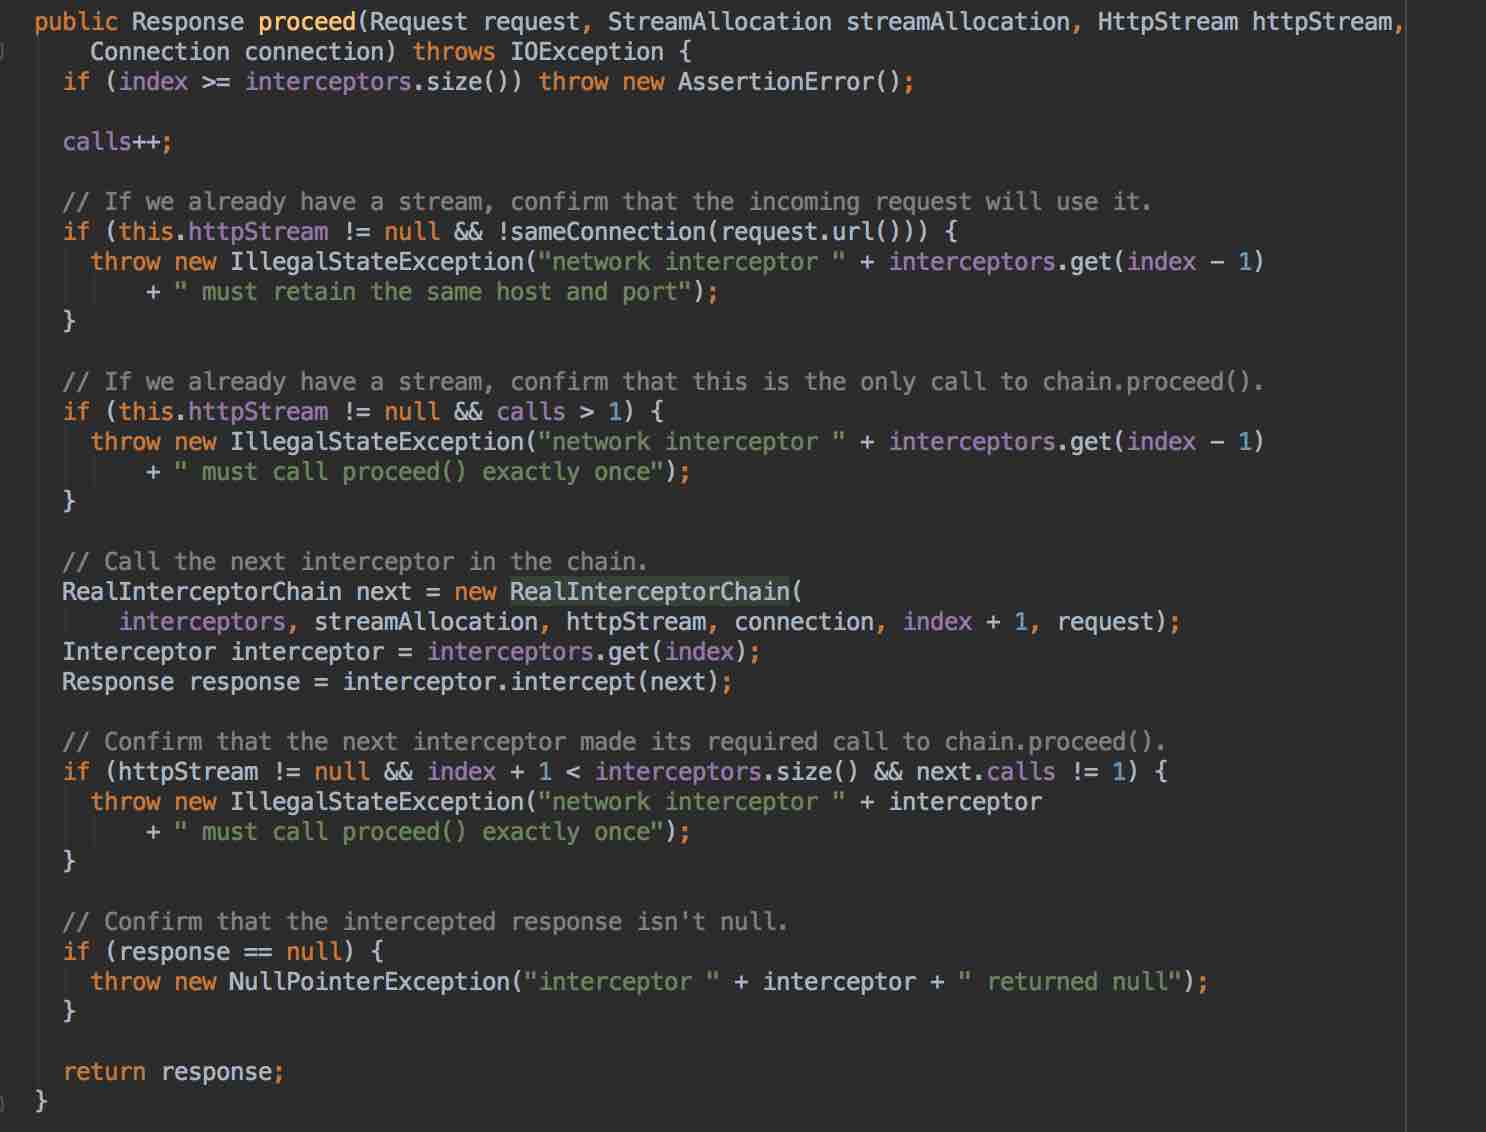 public Response proceed(Request request, StreamAllocation streamAllocation, HttpStream httpStream,
Connection connection) throws IOException {
if (index >= interceptors.size()) throw new AssertionError();
calls++;
// If we already have a stream, confirm that the incoming request will use it.
if (this.httpStream != null && !sameConnection(request.url())) {
throw new IllegalStateException("network interceptor " + interceptors.get(index - 1)
+ " must retain the same host and port");
}
// If we already have a stream, confirm that this is the only call to chain.proceed().
if (this.httpStream != null && calls > 1) {
throw new IllegalStateException("network interceptor " + interceptors.get(index - 1)
+ " must call proceed() exactly once");
}
// Call the next interceptor in the chain.
RealInterceptorChain next = new RealInterceptorChain(
interceptors, streamAllocation, httpStream, connection, index + 1, request);
Interceptor interceptor = interceptors.get(index);
Response response = interceptor.intercept(next);
// Confirm that the next interceptor made its required call to chain.proceed().
if (httpStream != null && index + 1 < interceptors.size() && next.calls != 1) {
throw new IllegalStateException("network interceptor " + interceptor
+ " must call proceed() exactly once");
}
// Confirm that the intercepted response isn't null.
if (response == null) {
throw new NullPointerException("interceptor " + interceptor + " returned null");
}
return response;
}